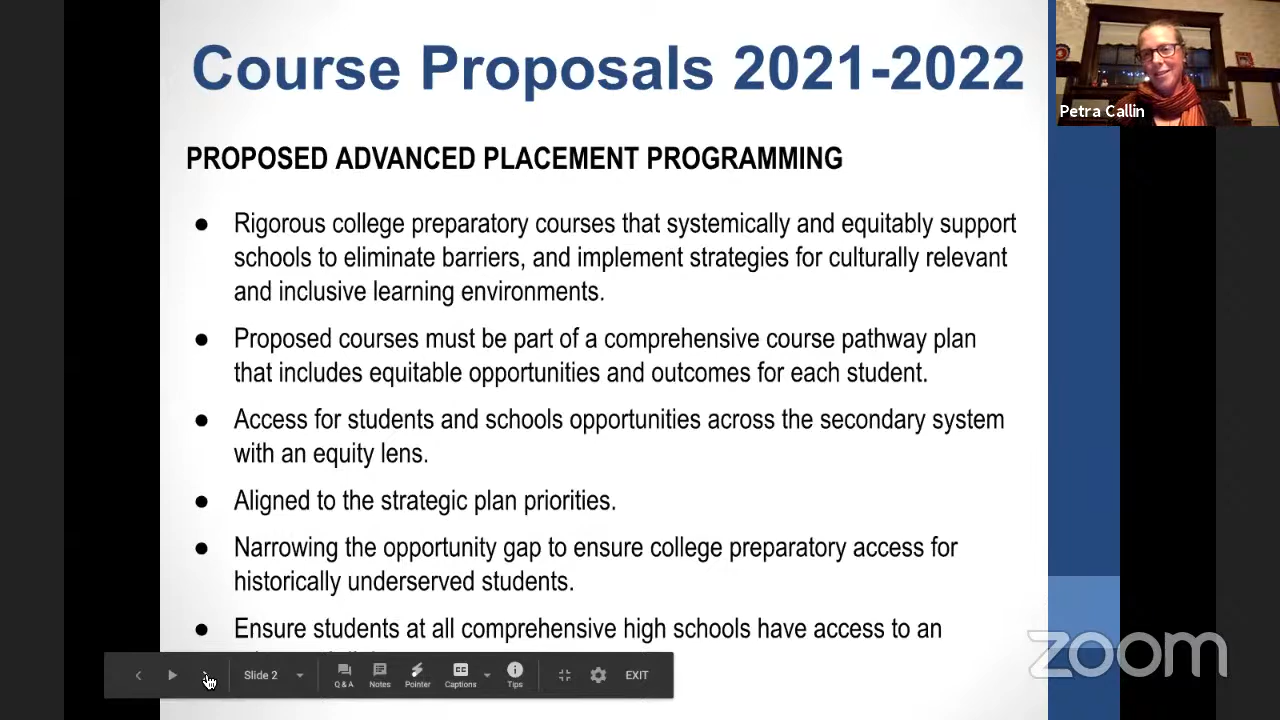 Course Proposals 2021-2022
Petra Callin
PROPOSED ADVANCED PLACEMENT PROGRAMMING
● Rigorous college preparatory courses that systemically and equitably support
schools to eliminate barriers, and implement strategies for culturally relevant
and inclusive learning environments.
● Proposed courses must be part of a comprehensive course pathway plan
that includes equitable opportunities and outcomes for each student.
● Access for students and schools opportunities across the secondary system
with an equity lens.
● Aligned to the strategic plan priorities.
● Narrowing the opportunity gap to ensure college preparatory access for
historically underserved students.
● Ensure students at all comprehensive high schools have access to an
Slide 2
Q & A
Notes
Pointer
Captions
Tips
EXIT
zoom